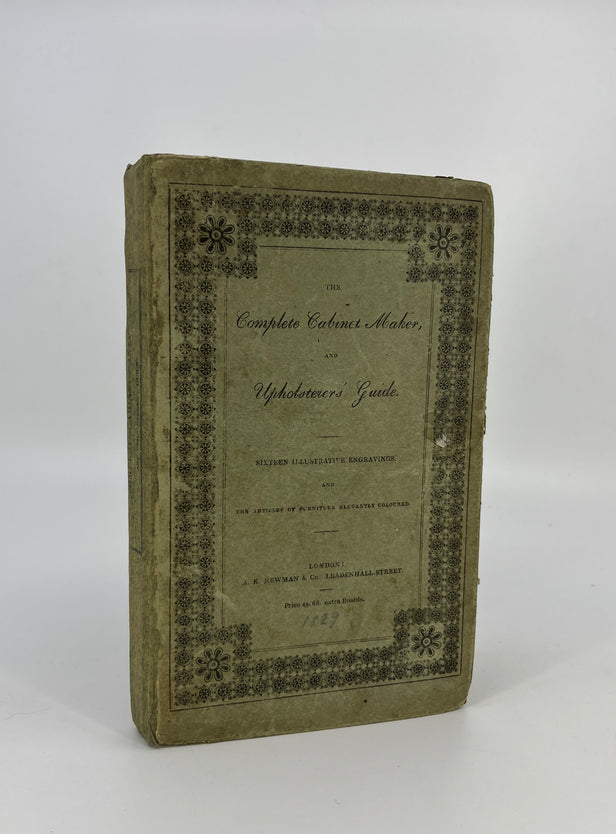 THE
Complete Cabinet Maker,
AND
Upholsterers' Guide.
SIXTEEN ILLUSTRATIVE ENGRAVINGS.
AND
THE ARTICLES OF FURNITURE ELEGANTLY COLOURED.
LONDON:
A. K. NEWMAN & Co. LEADENHALL-STREET.
Price 4s. 6d. extra Boards.
1829